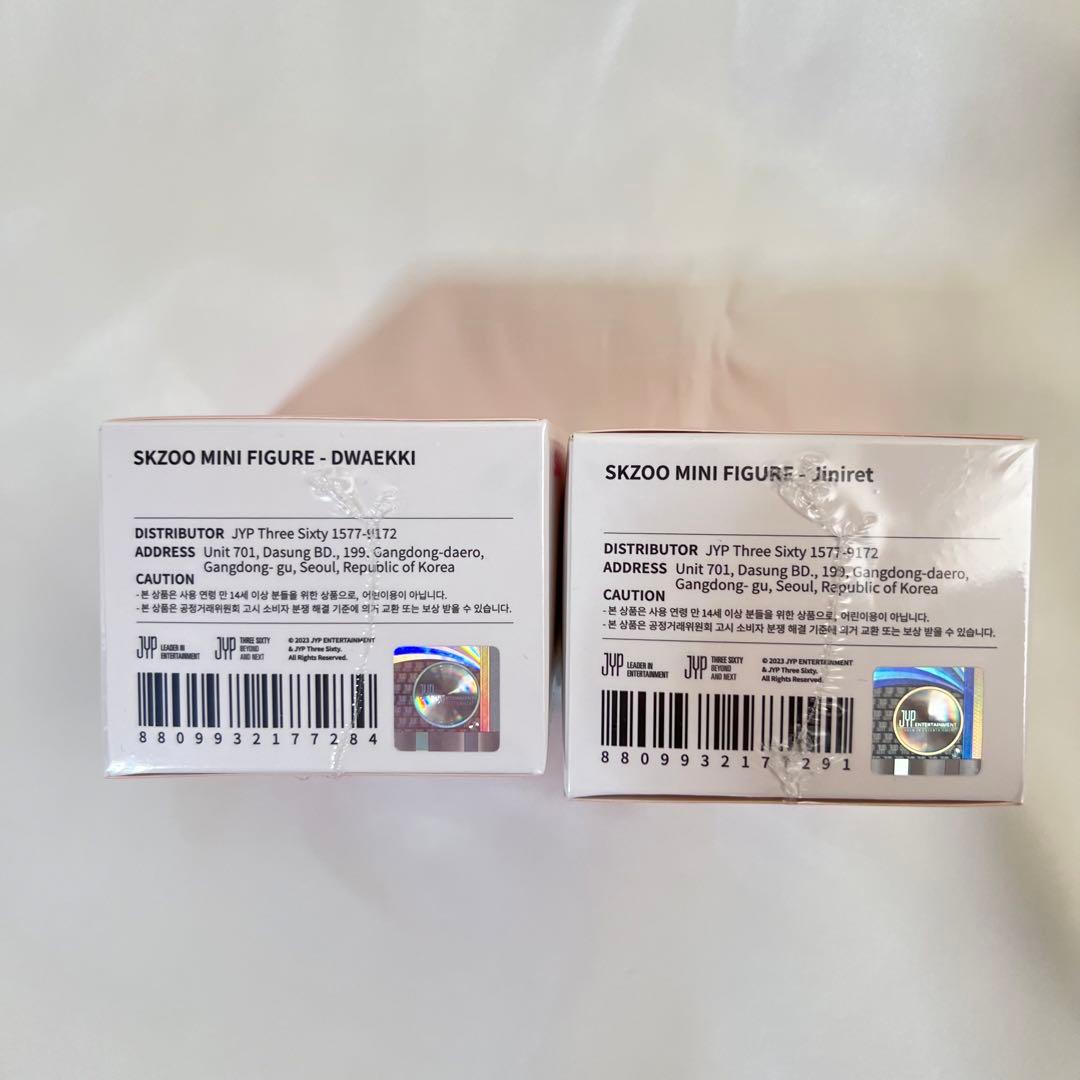 SKZOO MINI FIGURE - DWAEKKI
DISTRIBUTOR JYP Three Sixty 1577-9172
ADDRESS Unit 701, Dasung BD., 199, Gangdong-daero,
Gangdong- gu, Seoul, Republic of Korea
CAUTION
- 본 상품은 사용 연령 만 14세 이상 분들을 위한 상품으로, 어린이용이 아닙니다.
- 본 상품은 공정거래위원회 고시 소비자 분쟁 해결 기준에 의거 교환 또는 보상 받을 수 있습니다.
JYP LEADER IN
ENTERTAINMENT
JYP THREE SIXTY
BEYOND
AND NEXT
© 2023 JYP ENTERTAINMENT
& JYP Three Sixty.
All Rights Reserved.
8809932177284
JYP
SKZOO MINI FIGURE - Jiniret
DISTRIBUTOR JYP Three Sixty 1577-9172
ADDRESS Unit 701, Dasung BD., 199, Gangdong-daero,
Gangdong- gu, Seoul, Republic of Korea
CAUTION
- 본 상품은 사용 연령 만 14세 이상 분들을 위한 상품으로, 어린이용이 아닙니다.
- 본 상품은 공정거래위원회 고시 소비자 분쟁 해결 기준에 의거 교환 또는 보상 받을 수 있습니다.
JYP LEADER IN
ENTERTAINMENT
JYP THREE SIXTY
BEYOND
AND NEXT
© 2023 JYP ENTERTAINMENT
& JYP Three Sixty.
All Rights Reserved.
8809932177291
JYP ENTERTAINMENT